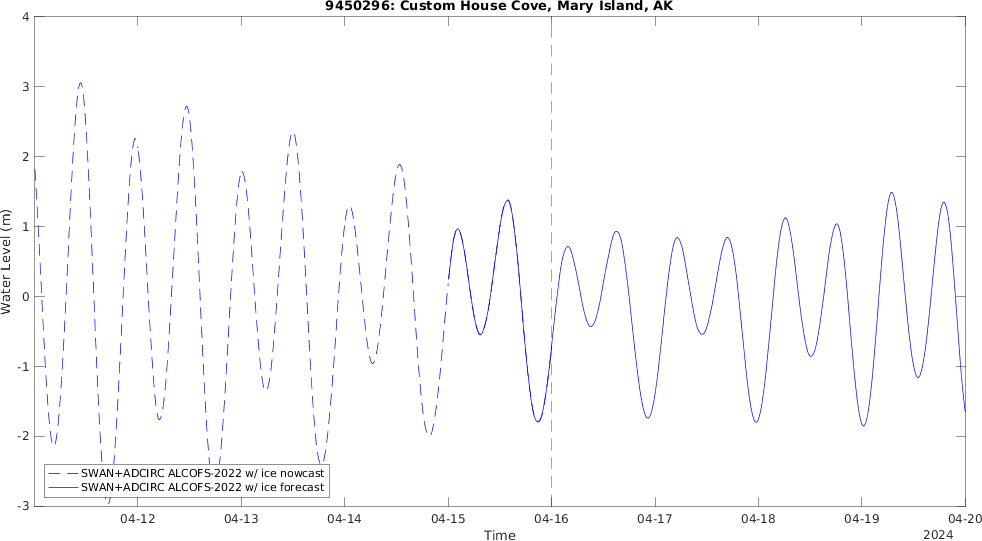 9450296: Custom House Cove, Mary Island, AK
4
3
2
1
0
-1
-2
-3
Water Level (m)
SWAN+ADCIRC ALCOFS-2022 w/ ice nowcast
SWAN+ADCIRC ALCOFS-2022 w/ ice forecast
04-12 04-13 04-14 04-15 04-16 04-17 04-18 04-19 04-20
Time
2024